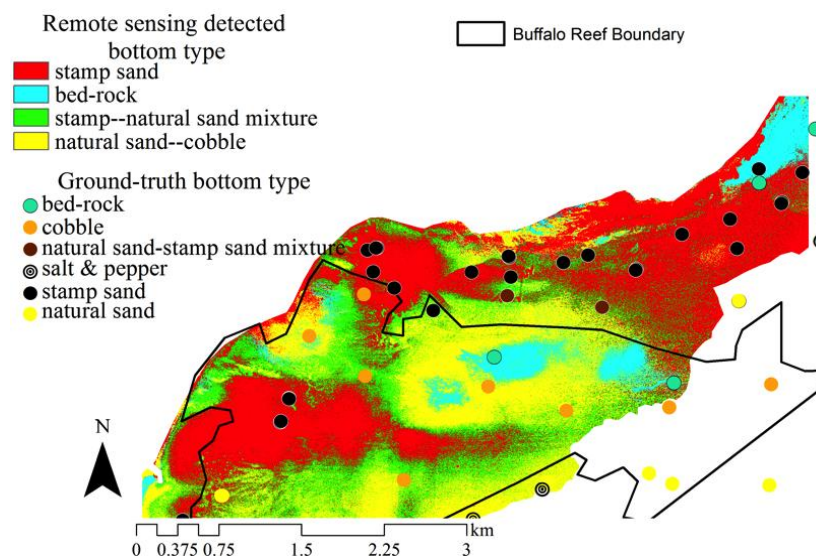 Remote sensing detected
bottom type
stamp sand
bed-rock
stamp--natural sand mixture
natural sand--cobble
Ground-truth bottom type
bed-rock
cobble
natural sand-stamp sand mixture
salt & pepper
stamp sand
natural sand
Buffalo Reef Boundary
N
km
0 0.375 0.75 1.5 2.25 3